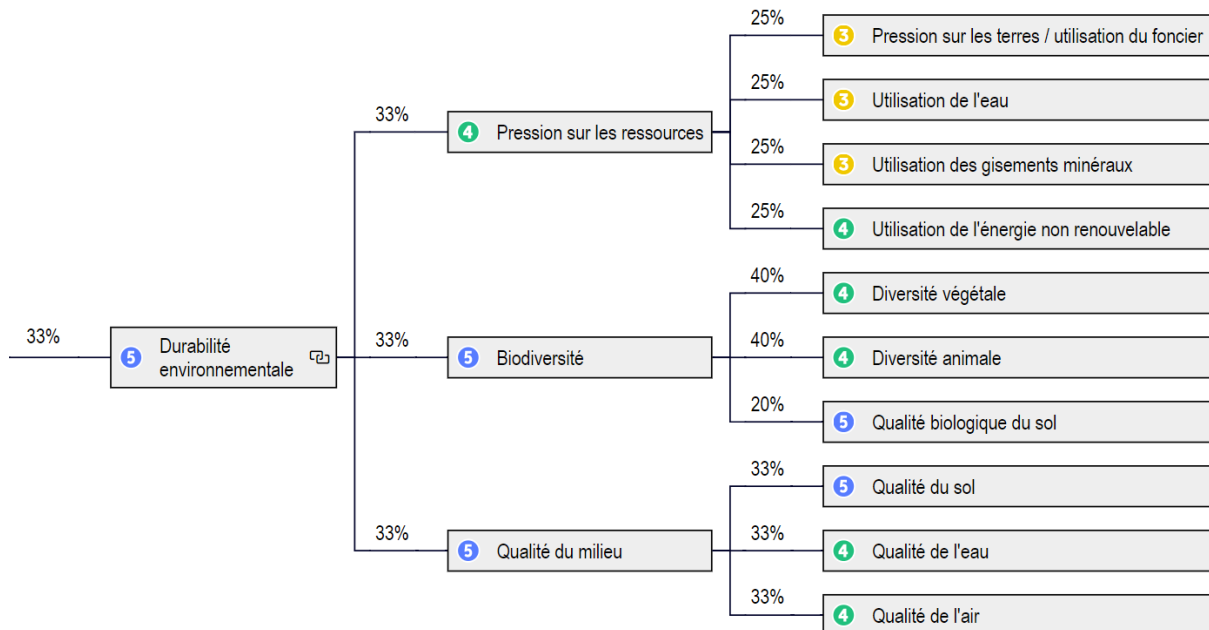 25%
3 Pression sur les terres / utilisation du foncier
25%
3 Utilisation de l'eau
33%
4 Pression sur les ressources
25%
3 Utilisation des gisements minéraux
25%
4 Utilisation de l'énergie non renouvelable
40%
4 Diversité végétale
33%
5 Durabilité
environnementale
33%
5 Biodiversité
40%
4 Diversité animale
20%
5 Qualité biologique du sol
33%
5 Qualité du sol
33%
5 Qualité du milieu
33%
4 Qualité de l'eau
33%
4 Qualité de l'air